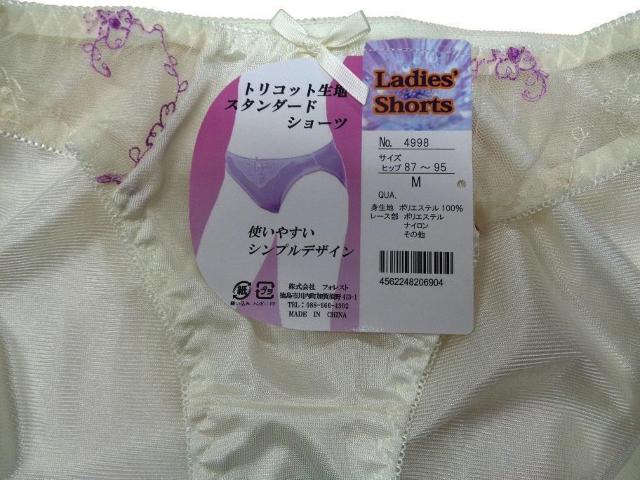 トリコット生地
スタンダード
ショーツ
使いやすい
シンプルデザイン
紙
プラ
株式会社 フォレスト
MADE IN CHINA
Ladies'
Shorts
No. 4998
サイズ
ヒップ 87～95
M
QUA.
身生地 ポリエステル 100%
レース部 ポリエステル
ナイロン
その他
4562248206904